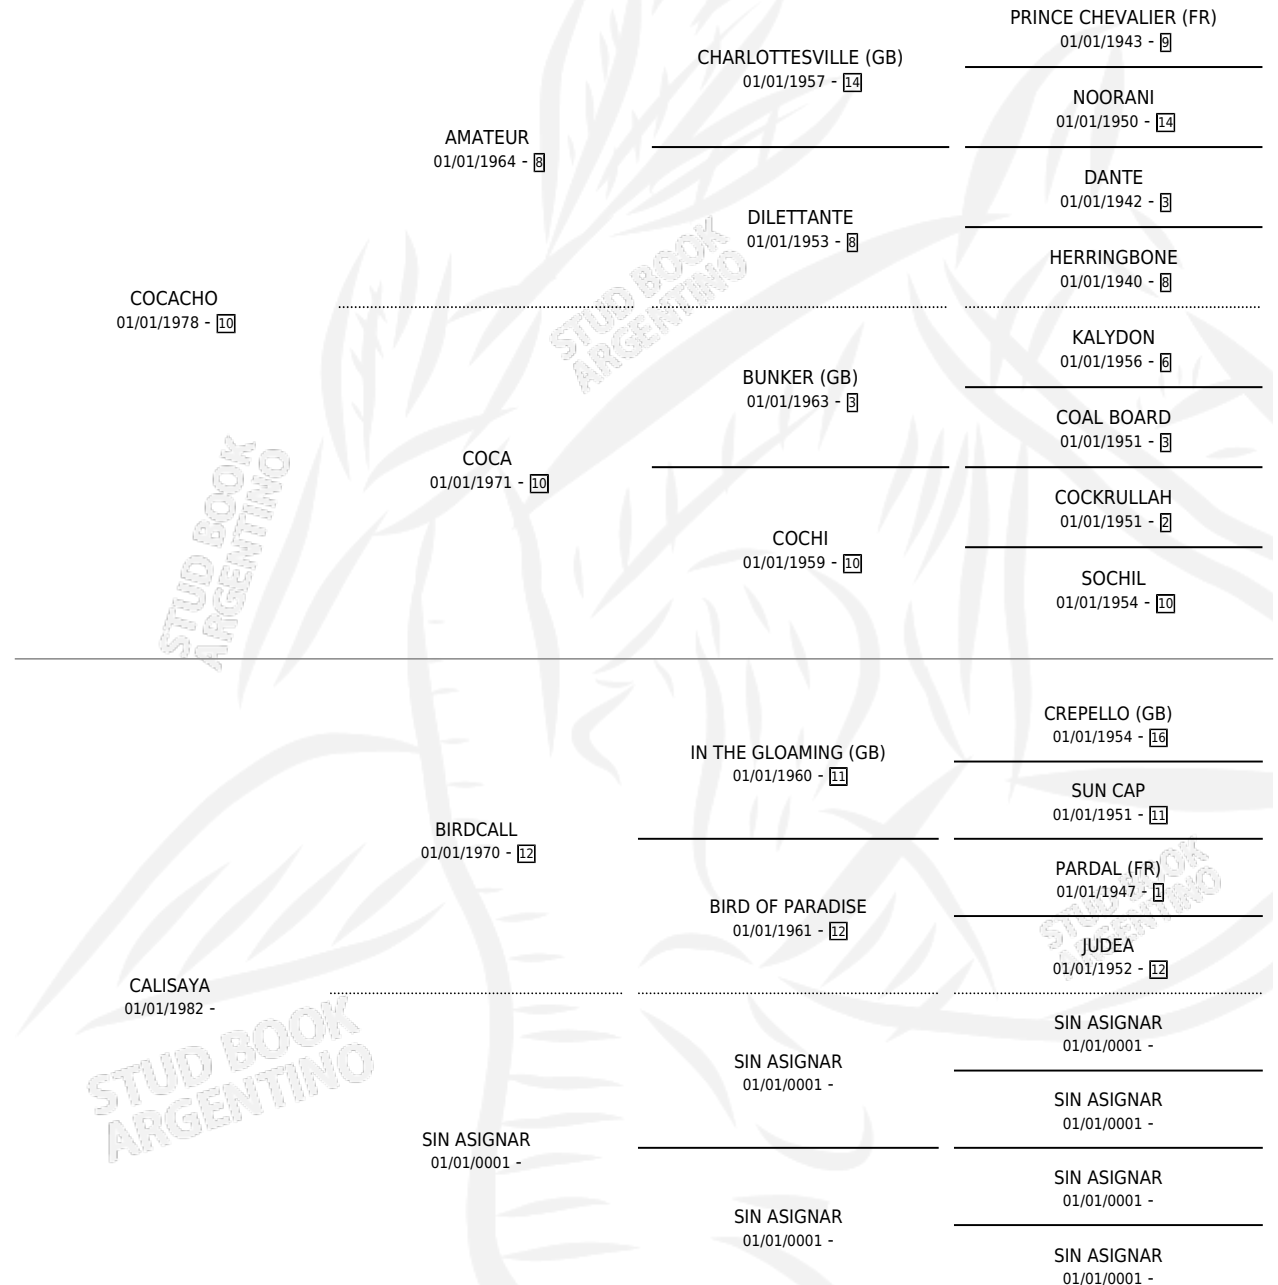 PRINCE CHEVALIER (FR)
01/01/1943 - 9
CHARLOTTESVILLE (GB)
01/01/1957 - 14
NOORANI
01/01/1950 - 14
AMATEUR
01/01/1964 - 8
DANTE
01/01/1942 - 3
DILETTANTE
01/01/1953 - 8
HERRINGBONE
01/01/1940 - 8
COCACHO
01/01/1978 - 10
KALYDON
01/01/1956 - 6
BUNKER (GB)
01/01/1963 - 3
COAL BOARD
01/01/1951 - 3
COCA
01/01/1971 - 10
COCKRULLAH
01/01/1951 - 2
COCHI
01/01/1959 - 10
SOCHIL
01/01/1954 - 10
CREPELLO (GB)
01/01/1954 - 16
IN THE GLOAMING (GB)
01/01/1960 - 11
SUN CAP
01/01/1951 - 11
BIRDCALL
01/01/1970 - 12
PARDAL (FR)
01/01/1947 - 1
BIRD OF PARADISE
01/01/1961 - 12
JUDEA
01/01/1952 - 12
CALISAYA
01/01/1982 -
SIN ASIGNAR
01/01/0001 -
SIN ASIGNAR
01/01/0001 -
SIN ASIGNAR
01/01/0001 -
SIN ASIGNAR
01/01/0001 -
SIN ASIGNAR
01/01/0001 -
SIN ASIGNAR
01/01/0001 -
SIN ASIGNAR
01/01/0001 -
STUD BOOK
ARGENTINO
STUD BOOK
ARGENTINO
STUD BOOK
ARGENTINO
STUD BOOK
ARGENTINO